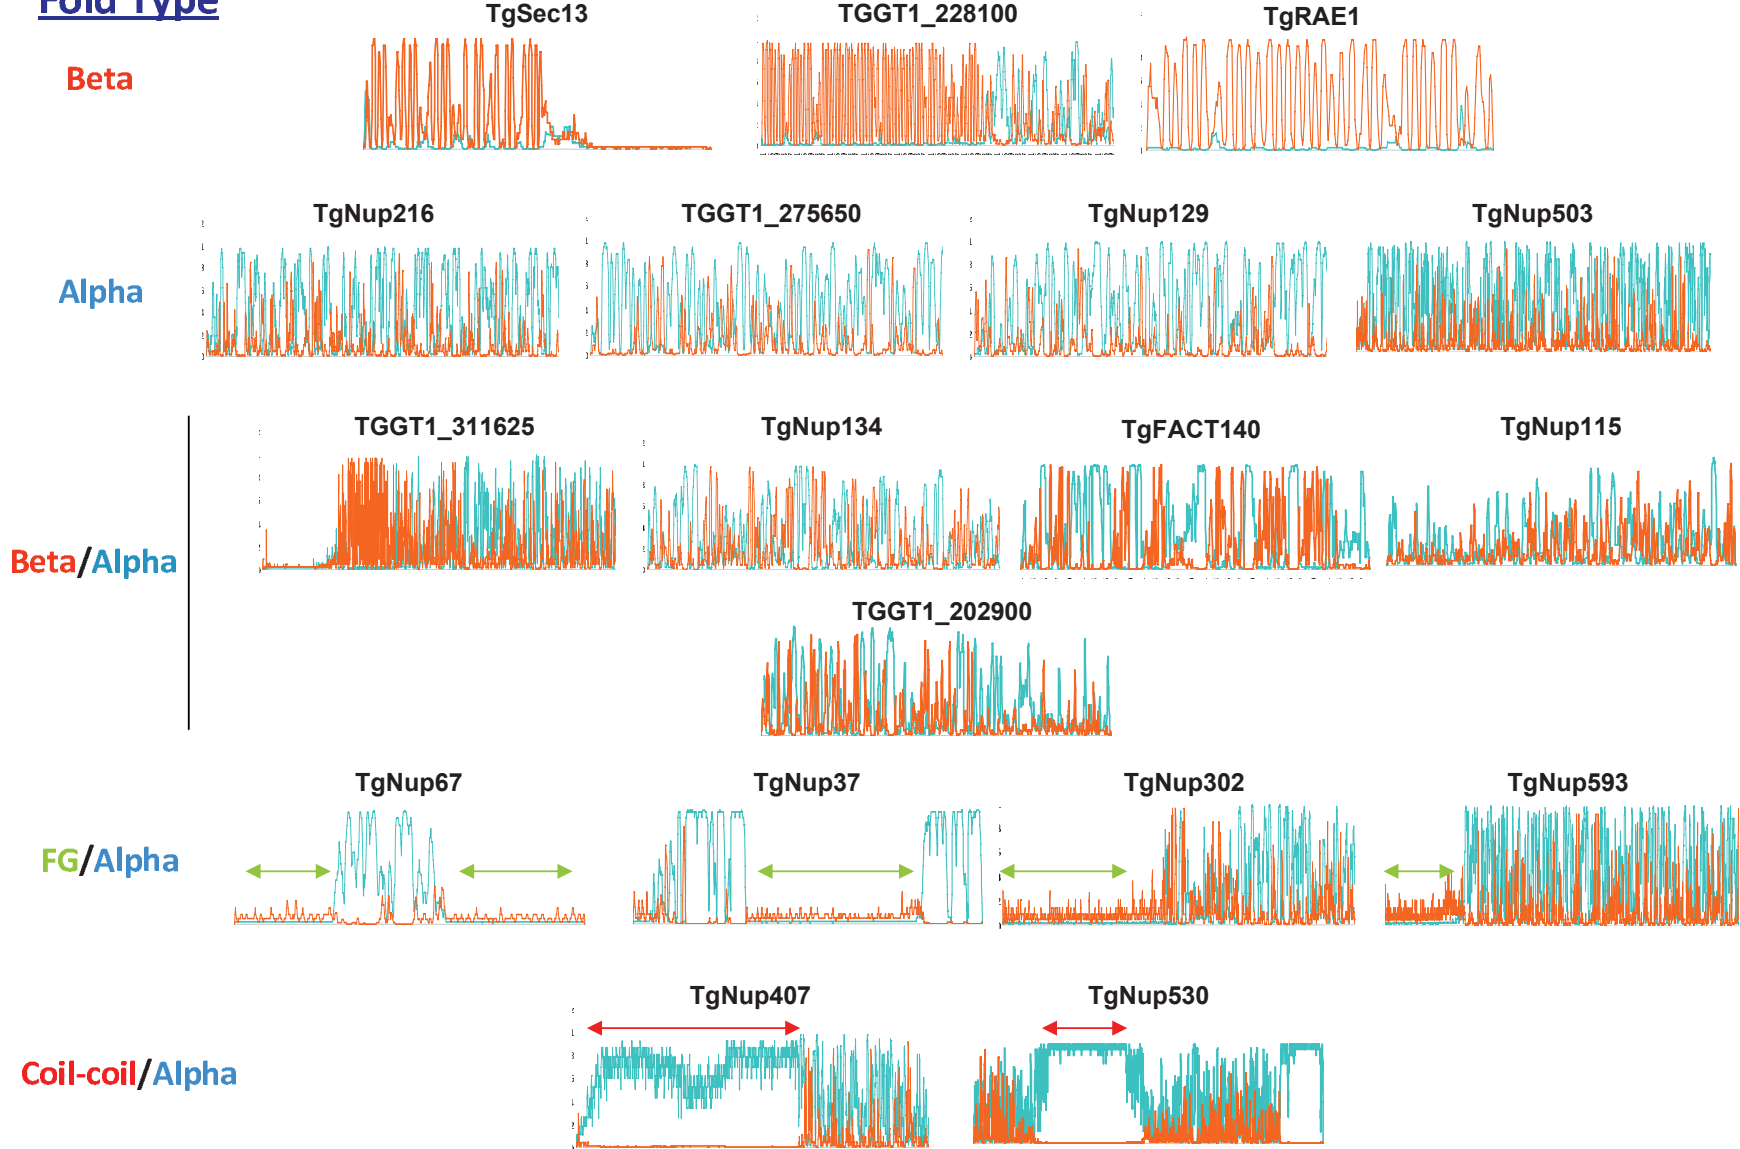 Fold Type
TgSec13 TGGT1_228100 TgRAE1
Beta
TgNup216 TGGT1_275650 TgNup129 TgNup503
Alpha
TGGT1_311625 TgNup134 TgFACT140 TgNup115
Beta/Alpha
TGGT1_202900
TgNup67 TgNup37 TgNup302 TgNup593
FG/Alpha
TgNup407 TgNup530
Coil-coil/Alpha